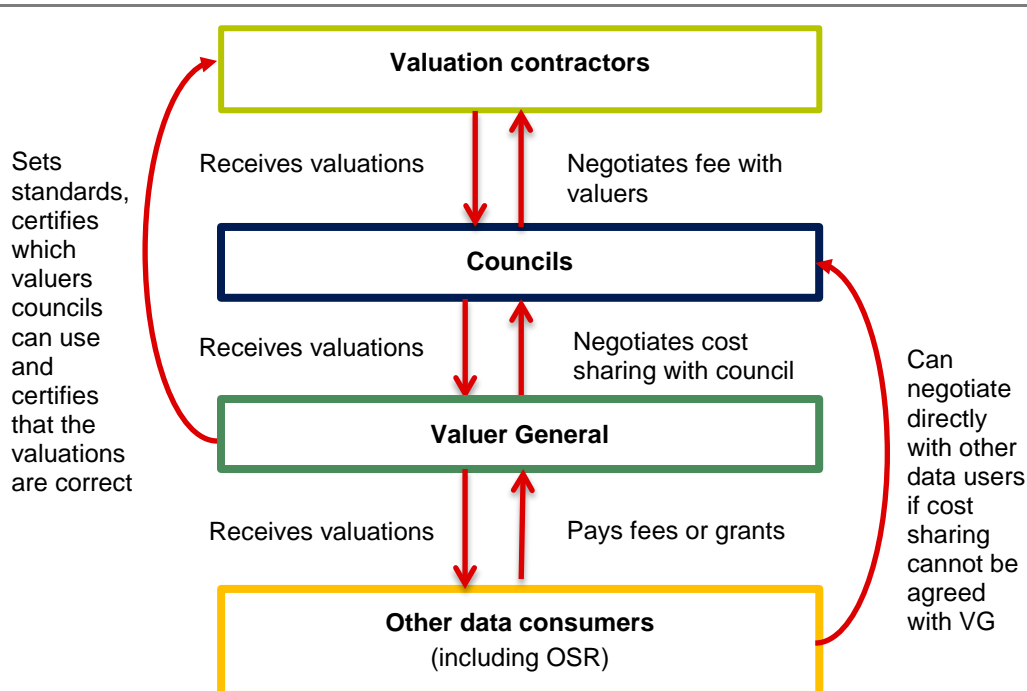 Valuation contractors
Sets
standards,
certifies
which
valuers
councils
can use
and
certifies
that the
valuations
are correct
Receives valuations
Negotiates fee with
valuers
Councils
Receives valuations
Negotiates cost
sharing with council
Can
negotiate
directly
with other
data users
if cost
sharing
cannot be
agreed
with VG
Valuer General
Receives valuations
Pays fees or grants
Other data consumers
(including OSR)